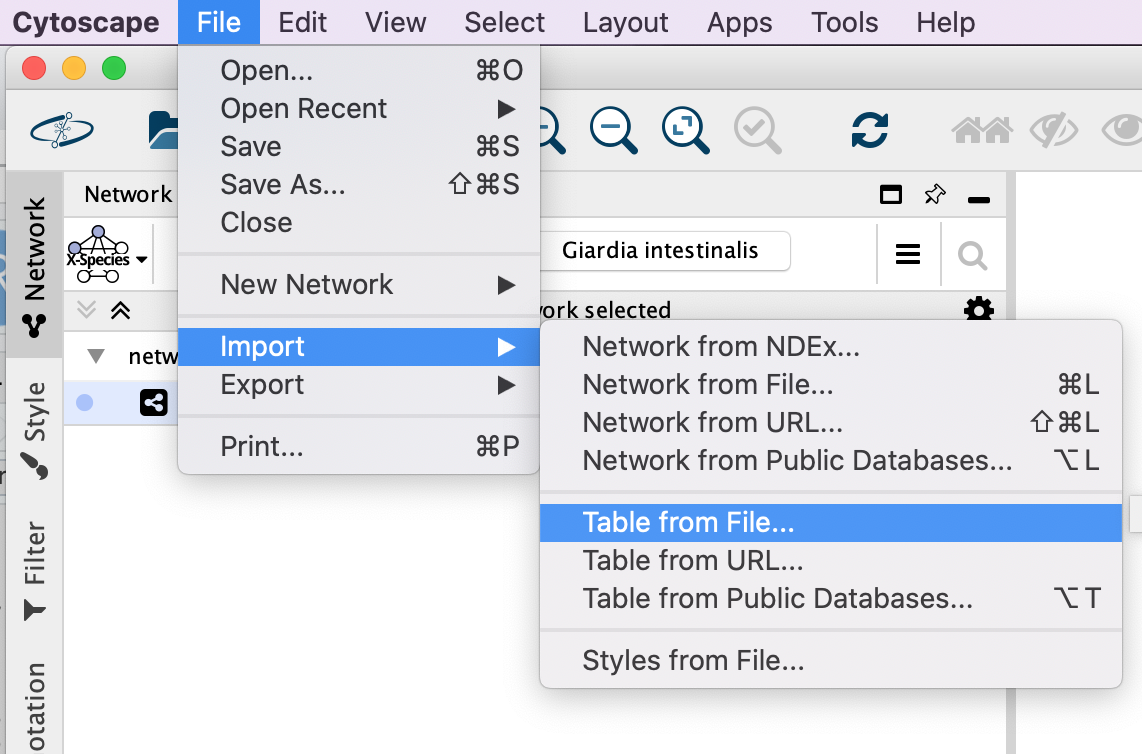 Cytoscape File Edit View Select Layout Apps Tools Help
Open... ⌘O
Open Recent ▶
Save ⌘S
Save As... ⇧⌘S
Close
New Network ▶
Import ▶
Export ▶
Print... ⌘P
Network from NDEx...
Network from File... ⌘L
Network from URL... ⇧⌘L
Network from Public Databases... ⌥L
Table from File...
Table from URL...
Table from Public Databases... ⌥T
Styles from File...
Network
X-Species
Giardia intestinalis
work selected
netw
Network
Style
Filter
otation